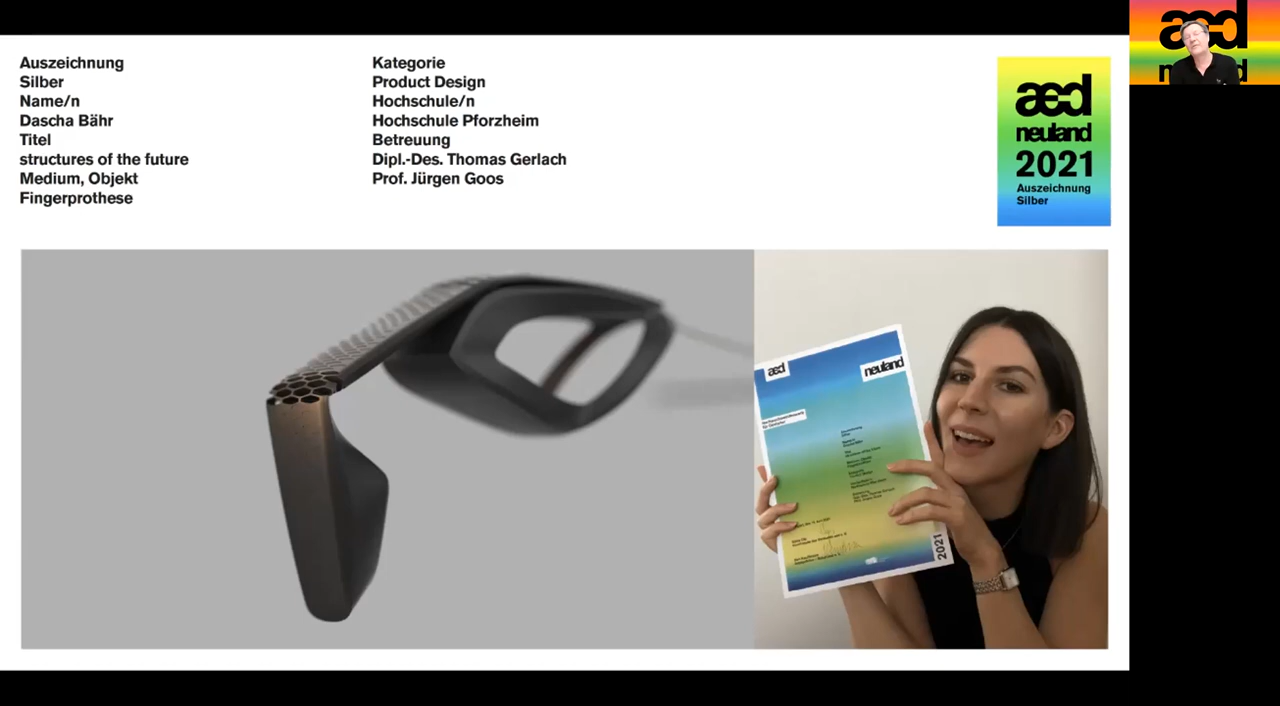 Auszeichnung
Silber
Name/n
Dascha Bähr
Titel
structures of the future
Medium, Objekt
Fingerprothese
Kategorie
Product Design
Hochschule/n
Hochschule Pforzheim
Betreuung
Dipl.-Des. Thomas Gerlach
Prof. Jürgen Goos
aed
neuland
2021
Auszeichnung
Silber
aed
neuland
2021
aed